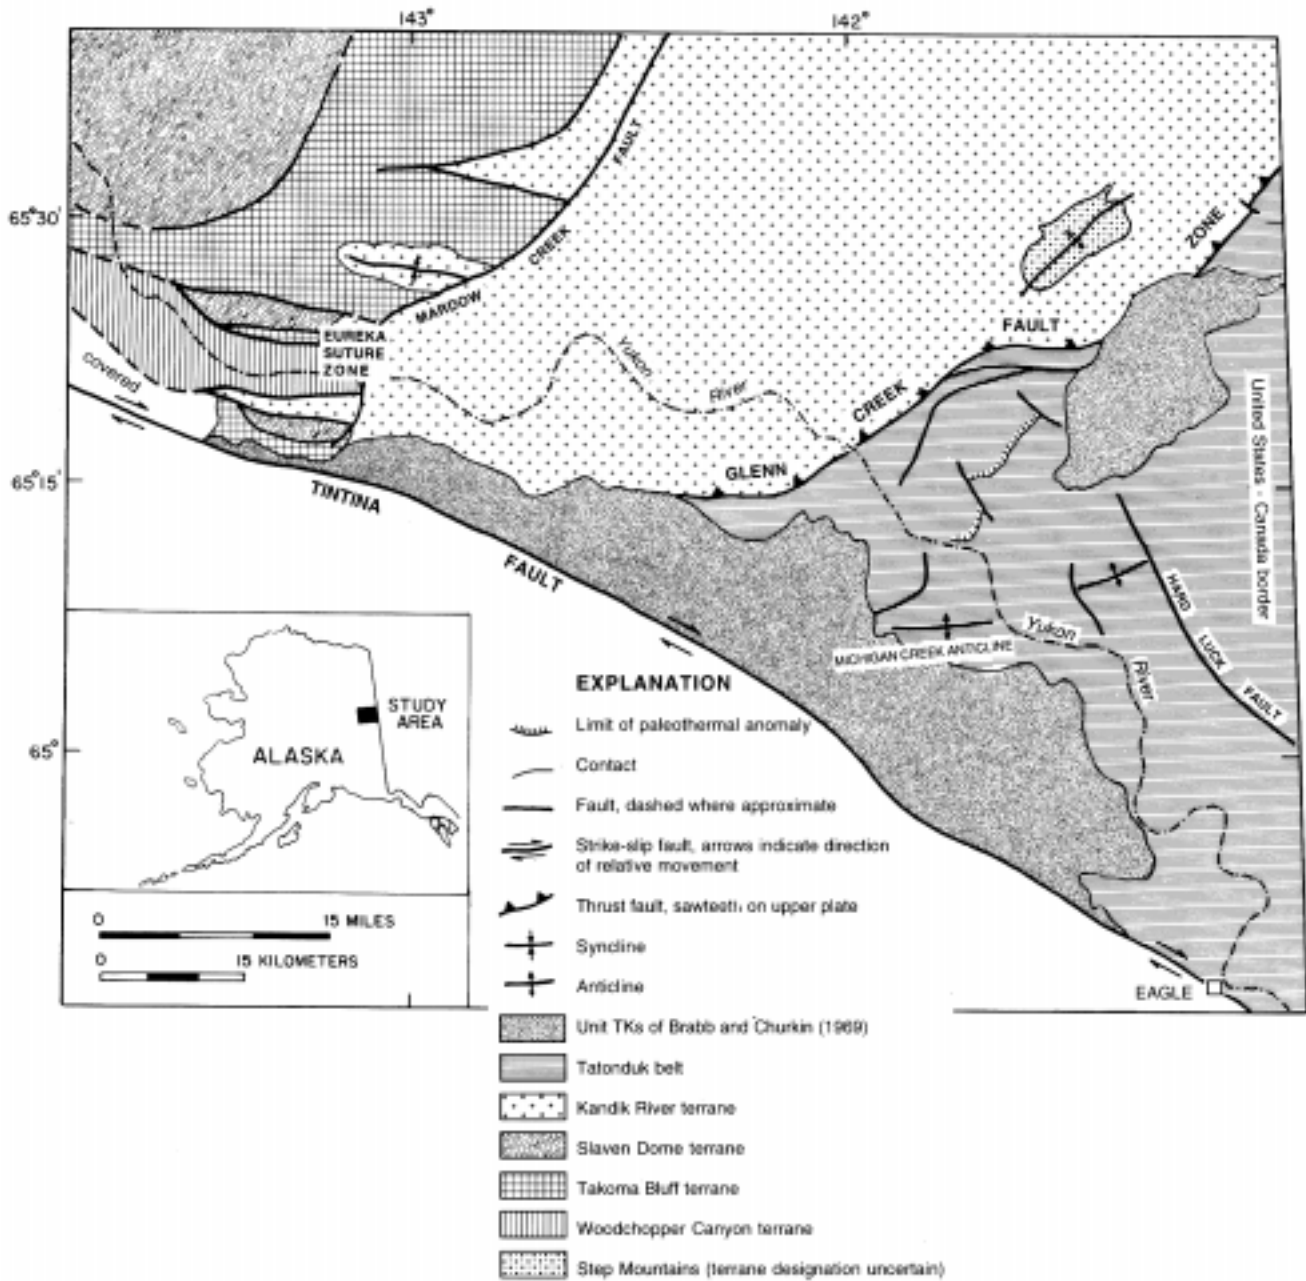 143°
142°
FAULT
CREEK
MARDOW
65°30'
ZONE
EUREKA
SUTURE
ZONE
FAULT
Yukon
River
covered
CREEK
United States - Canada border
GLENN
65°15'
TINTINA
FAULT
HARD
LUCK
FAULT
Yukon
River
MICHIGAN CREEK ANTICLINE
65°
STUDY
AREA
ALASKA
0 15 MILES
0 15 KILOMETERS
EAGLE
EXPLANATION
Limit of paleothermal anomaly
Contact
Fault, dashed where approximate
Strike-slip fault, arrows indicate direction
of relative movement
Thrust fault, sawteeth on upper plate
Syncline
Anticline
Unit TKs of Brabb and Churkin (1969)
Tatonduk belt
Kandik River terrane
Slaven Dome terrane
Takoma Bluff terrane
Woodchopper Canyon terrane
Step Mountains (terrane designation uncertain)